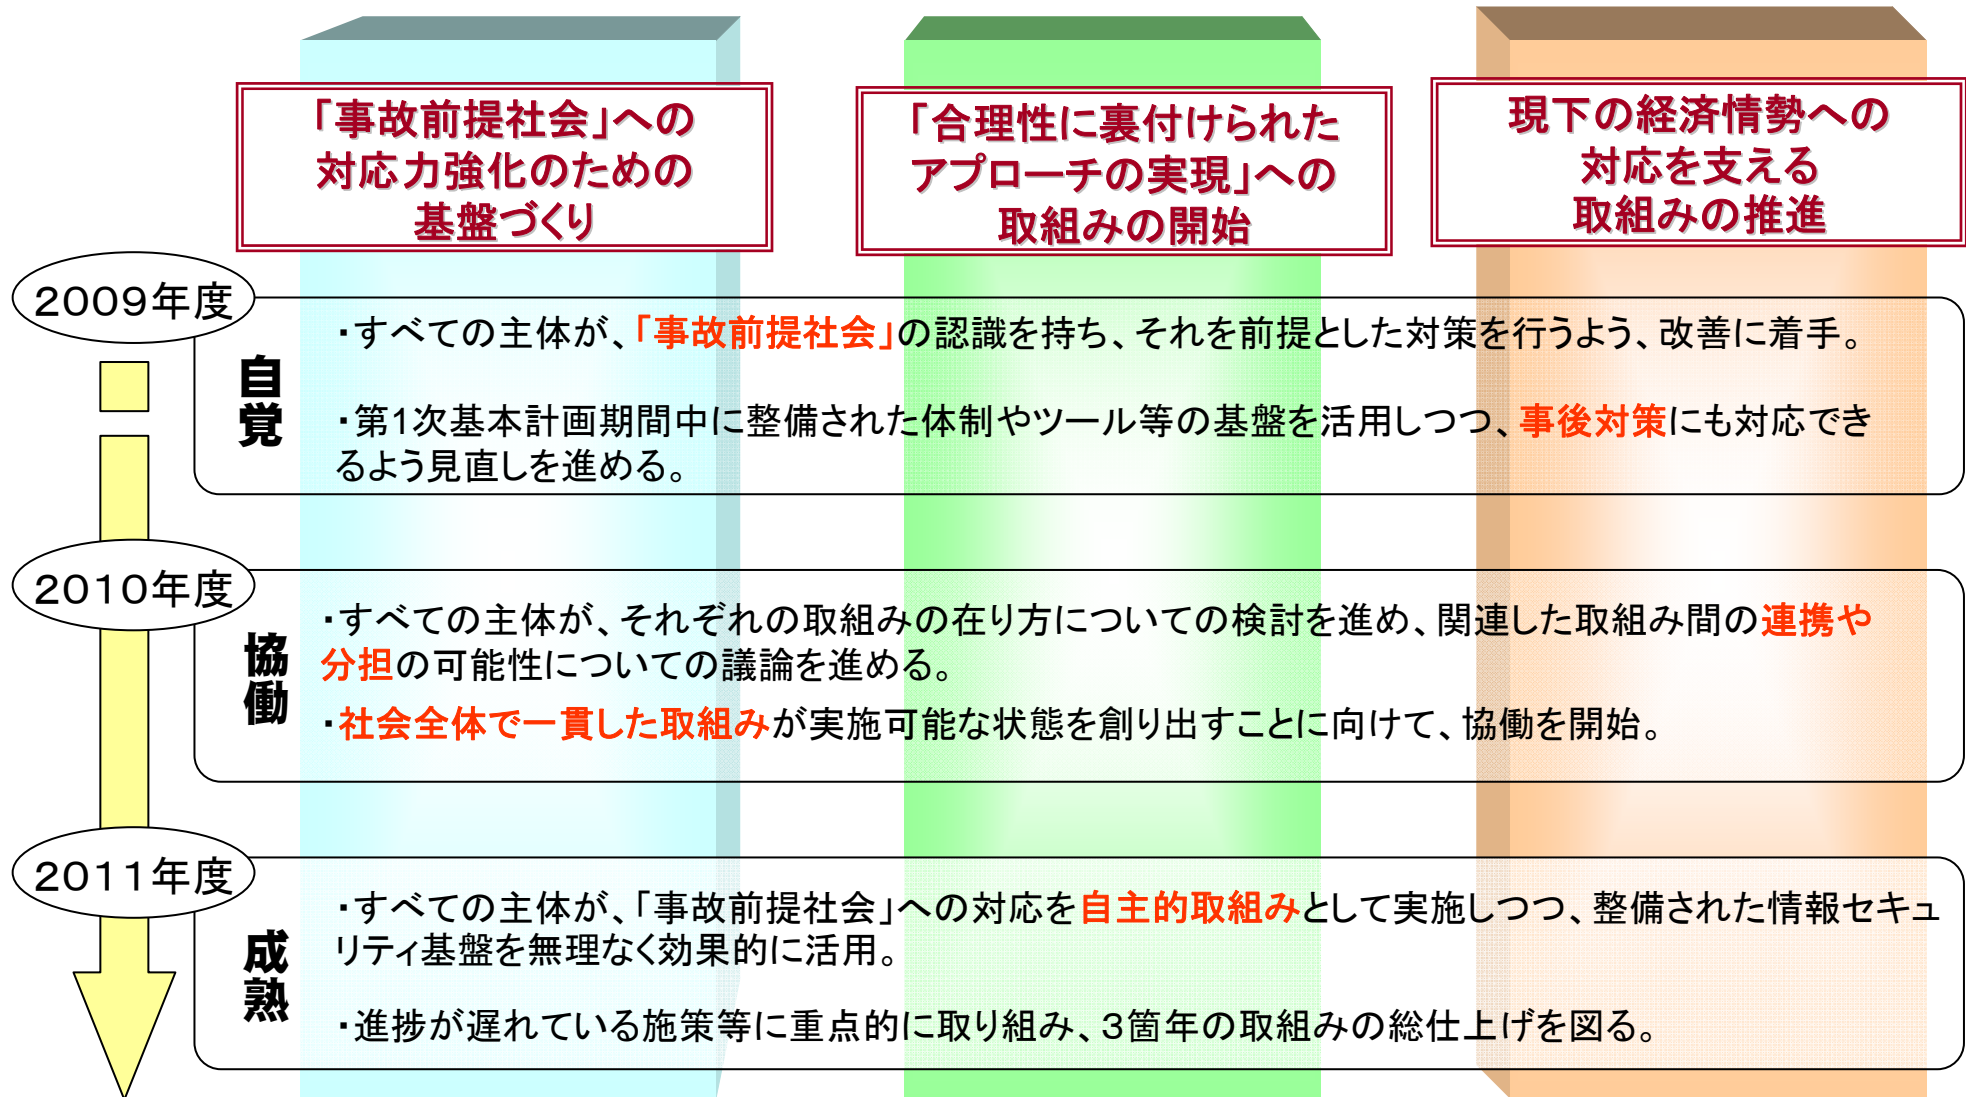 「事故前提社会」への
対応力強化のための
基盤づくり
「合理性に裏付けられた
アプローチの実現」への
取組みの開始
現下の経済情勢への
対応を支える
取組みの推進
2009年度
自覚
・すべての主体が、「事故前提社会」の認識を持ち、それを前提とした対策を行うよう、改善に着手。
・第1次基本計画期間中に整備された体制やツール等の基盤を活用しつつ、事後対策にも対応でき
るよう見直しを進める。
2010年度
協働
・すべての主体が、それぞれの取組みの在り方についての検討を進め、関連した取組み間の連携や
分担の可能性についての議論を進める。
・社会全体で一貫した取組みが実施可能な状態を創り出すことに向けて、協働を開始。
2011年度
成熟
・すべての主体が、「事故前提社会」への対応を自主的取組みとして実施しつつ、整備された情報セキュ
リティ基盤を無理なく効果的に活用。
・進捗が遅れている施策等に重点的に取り組み、3箇年の取組みの総仕上げを図る。